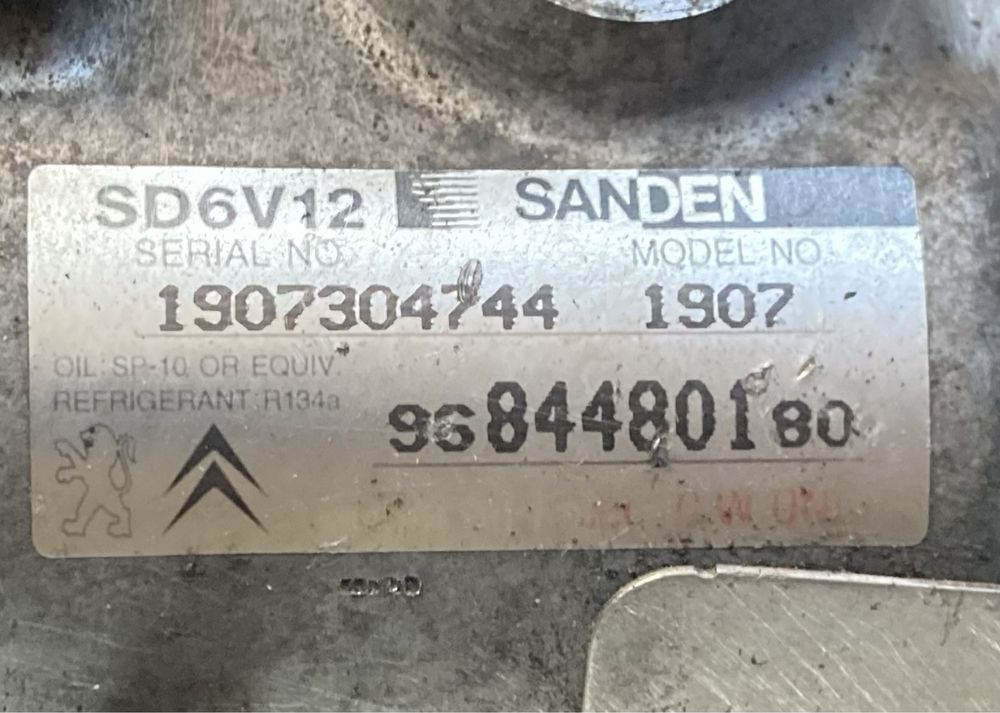 SD6V12 SANDEN
SERIAL NO. MODEL NO.
1907304744 1907
OIL: SP-10 OR EQUIV.
REFRIGERANT: R134a
9684480180